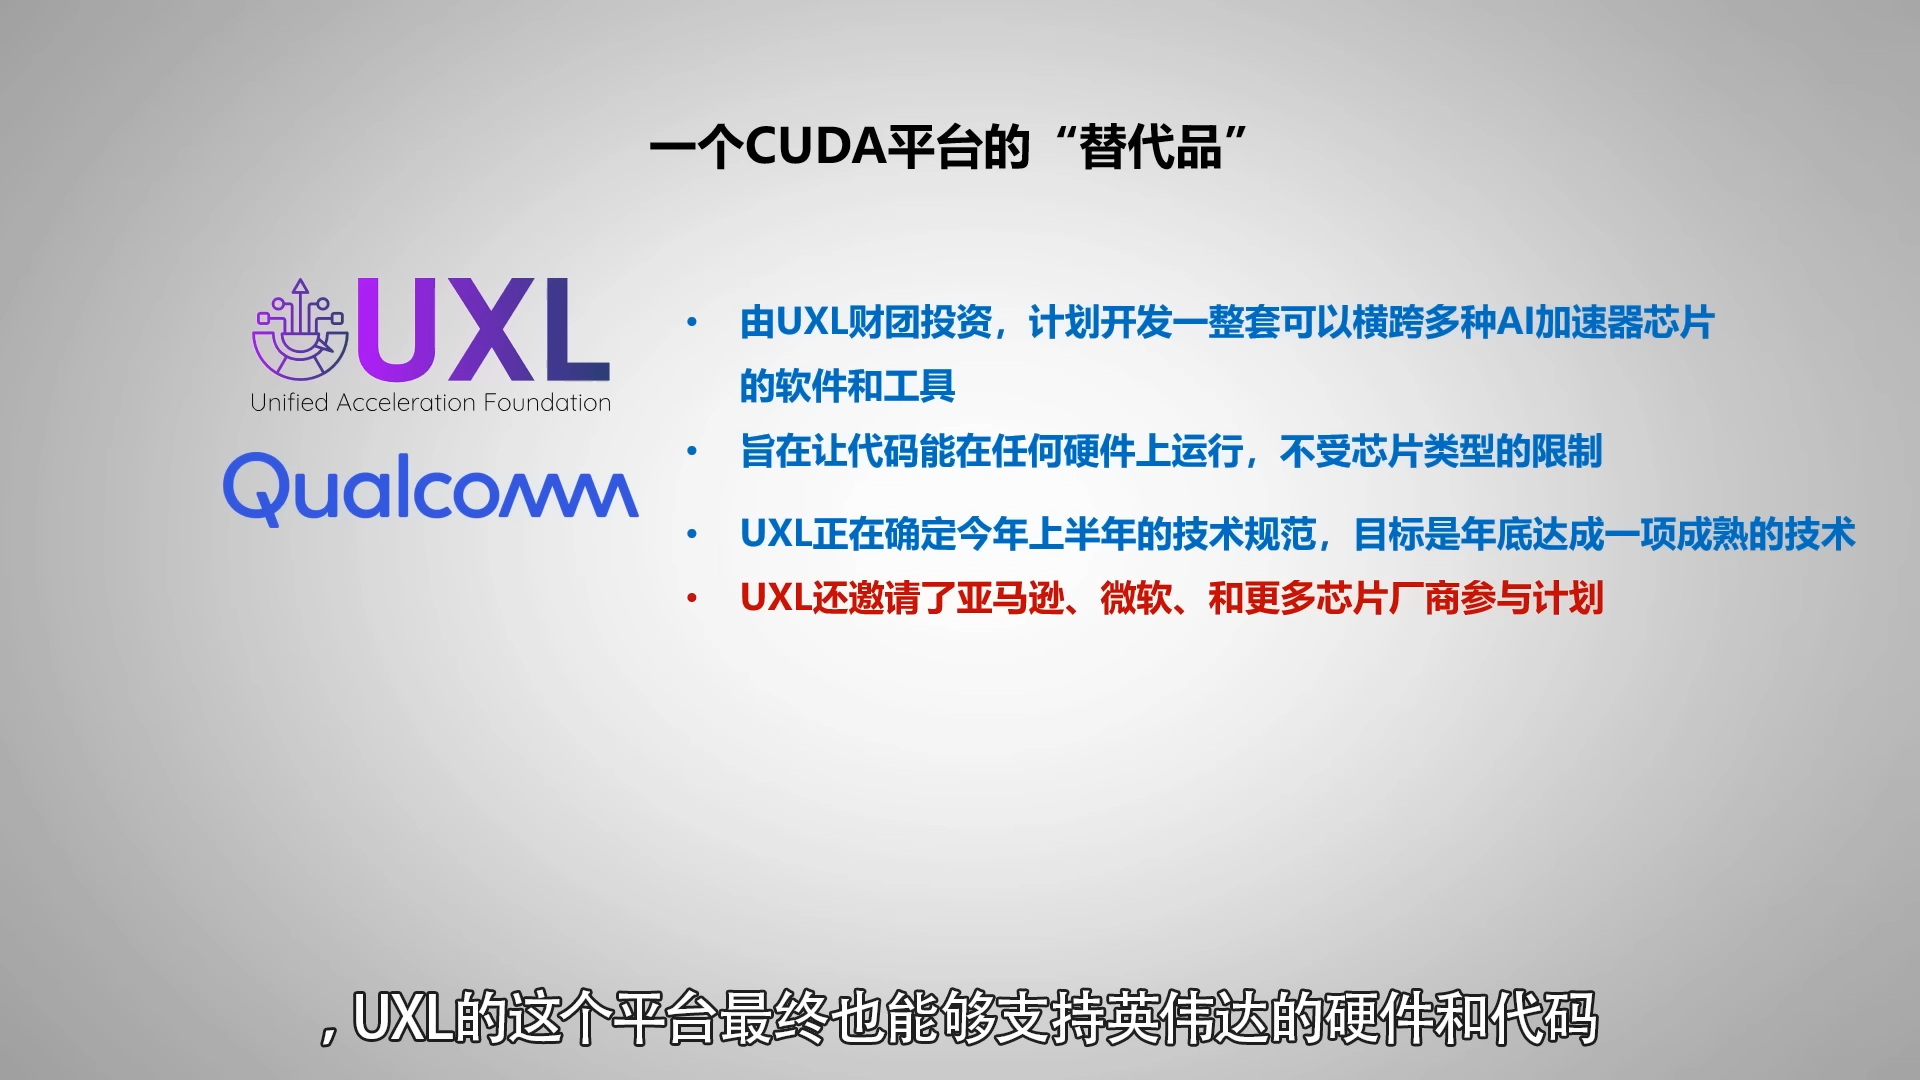 一个CUDA平台的“替代品”
UXL
Unified Acceleration Foundation
Qualcomm
• 由UXL财团投资，计划开发一整套可以横跨多种AI加速器芯片
的软件和工具
• 旨在让代码能在任何硬件上运行，不受芯片类型的限制
• UXL正在确定今年上半年的技术规范，目标是年底达成一项成熟的技术
• UXL还邀请了亚马逊、微软、和更多芯片厂商参与计划
，UXL的这个平台最终也能够支持英伟达的硬件和代码